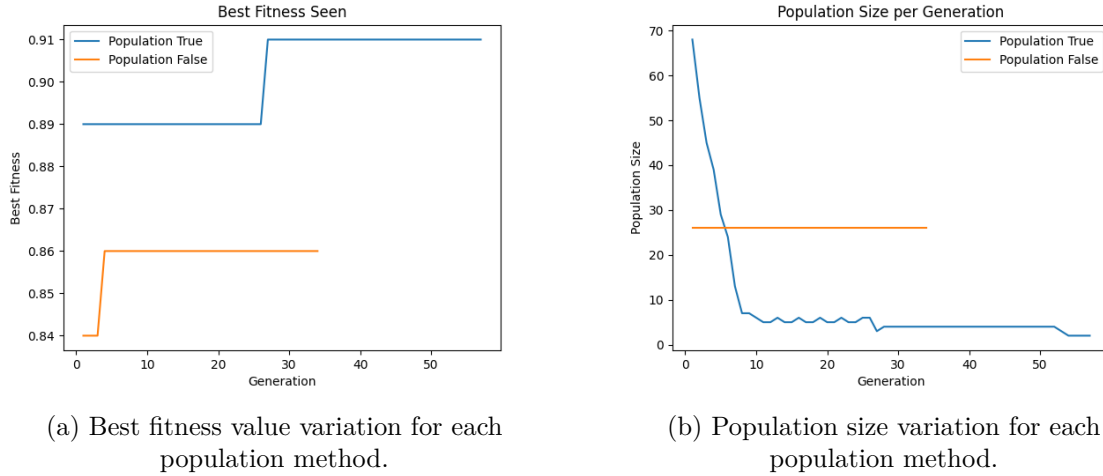 Best Fitness Seen
Population True
Population False
0.91
0.90
0.89
0.88
0.87
0.86
0.85
0.84
Best Fitness
0
10
20
30
40
50
Generation
(a) Best fitness value variation for each
population method.
Population Size per Generation
Population True
Population False
70
60
50
40
30
20
10
0
Population Size
0
10
20
30
40
50
Generation
(b) Population size variation for each
population method.